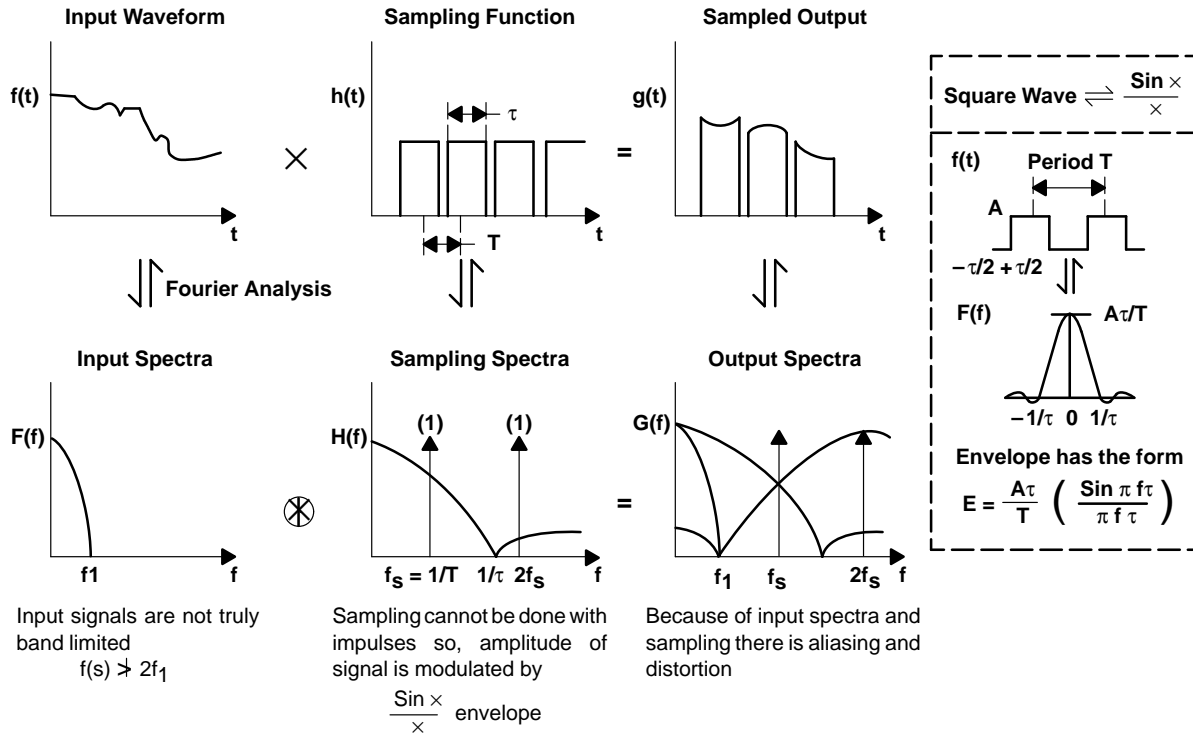 Input Waveform
Sampling Function
Sampled Output
f(t)
t
×
h(t)
τ
T
t
=
g(t)
t
Fourier Analysis
Input Spectra
Sampling Spectra
Output Spectra
F(f)
f1
f
H(f)
(1)
(1)
fs = 1/T
1/τ
2fs
f
=
G(f)
f1
fs
2fs
f
Input signals are not truly
band limited
f(s) ≯ 2f1
Sampling cannot be done with
impulses so, amplitude of
signal is modulated by
Sin ×
×
envelope
Because of input spectra and
sampling there is aliasing and
distortion
Square Wave ⇌ Sin ×
×
f(t)
Period T
A
−τ/2 +τ/2
F(f)
Aτ/T
−1/τ 0 1/τ
Envelope has the form
E = Aτ/T ( Sin π fτ / π f τ )